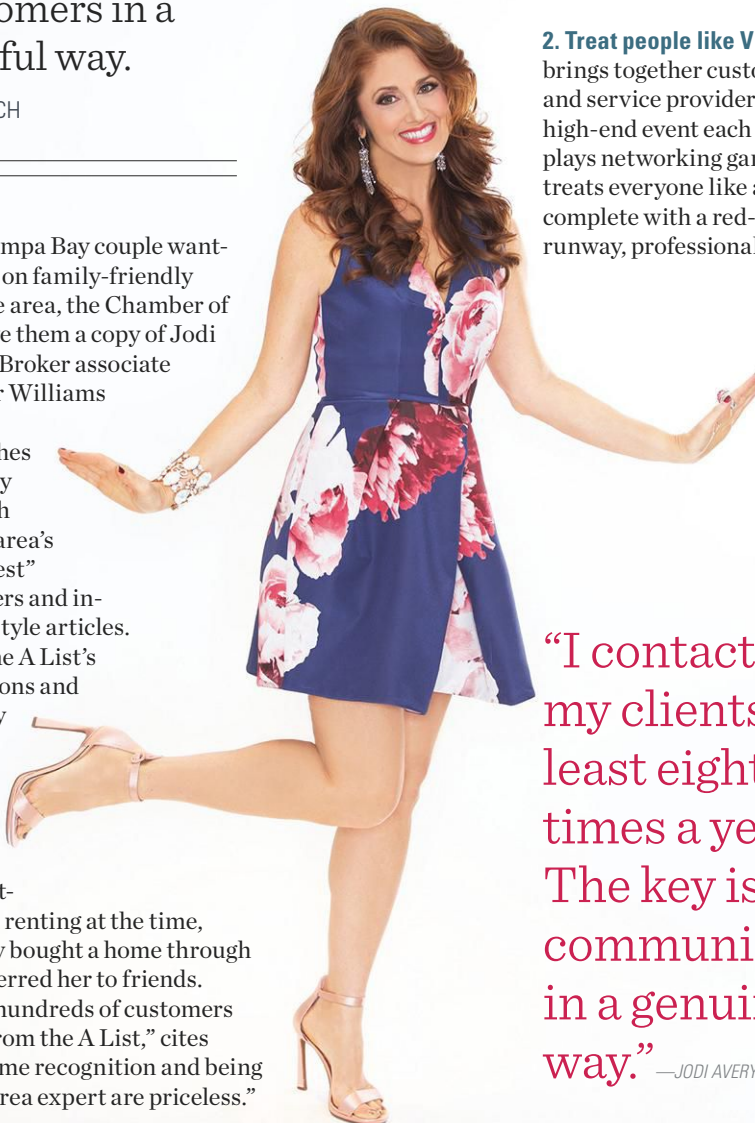 omers in a
ful way.
CH
mpa Bay couple want-
on family-friendly
e area, the Chamber of
e them a copy of Jodi
Broker associate
r Williams
hes
y
h
area's
est”
ers and in-
tyle articles.
e A List's
ons and
y
t-
renting at the time,
y bought a home through
erred her to friends.
hundreds of customers
rom the A List,” cites
me recognition and being
rea expert are priceless.”
2. Treat people like V
brings together custo
and service provider
high-end event each
plays networking gar
treats everyone like a
complete with a red-
runway, professional
“I contact
my clients
least eight
times a ye
The key is
communi
in a genui
way.” —JODI AVERY